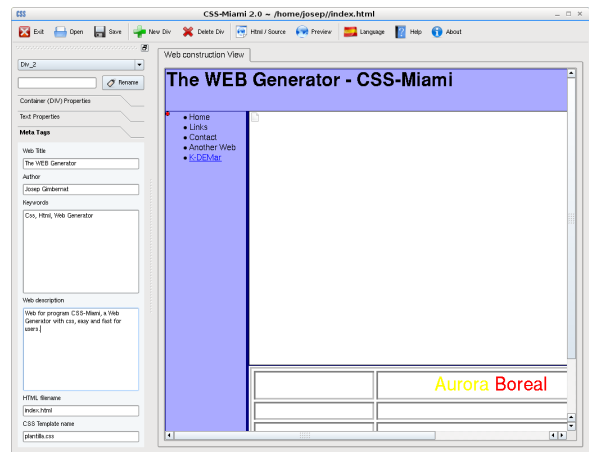 CSS
CSS-Miami 2.0 ~ /home/josep//index.html
Exit
Open
Save
New Div
Delete Div
Html / Source
Preview
Language
Help
About
Div_2
Rename
Container (DIV) Properties
Text Properties
Meta Tags
Web Title
The WEB Generator
Author
Josep Gimbernat
Keywords
Css, Html, Web Generator
Web description
Web for program CSS-Miami, a Web
Generator with css, easy and fast for
users.
HTML filename
index.html
CSS Template name
plantilla.css
Web construction View
The WEB Generator - CSS-Miami
Home
Links
Contact
Another Web
K-DEMar
Aurora Boreal